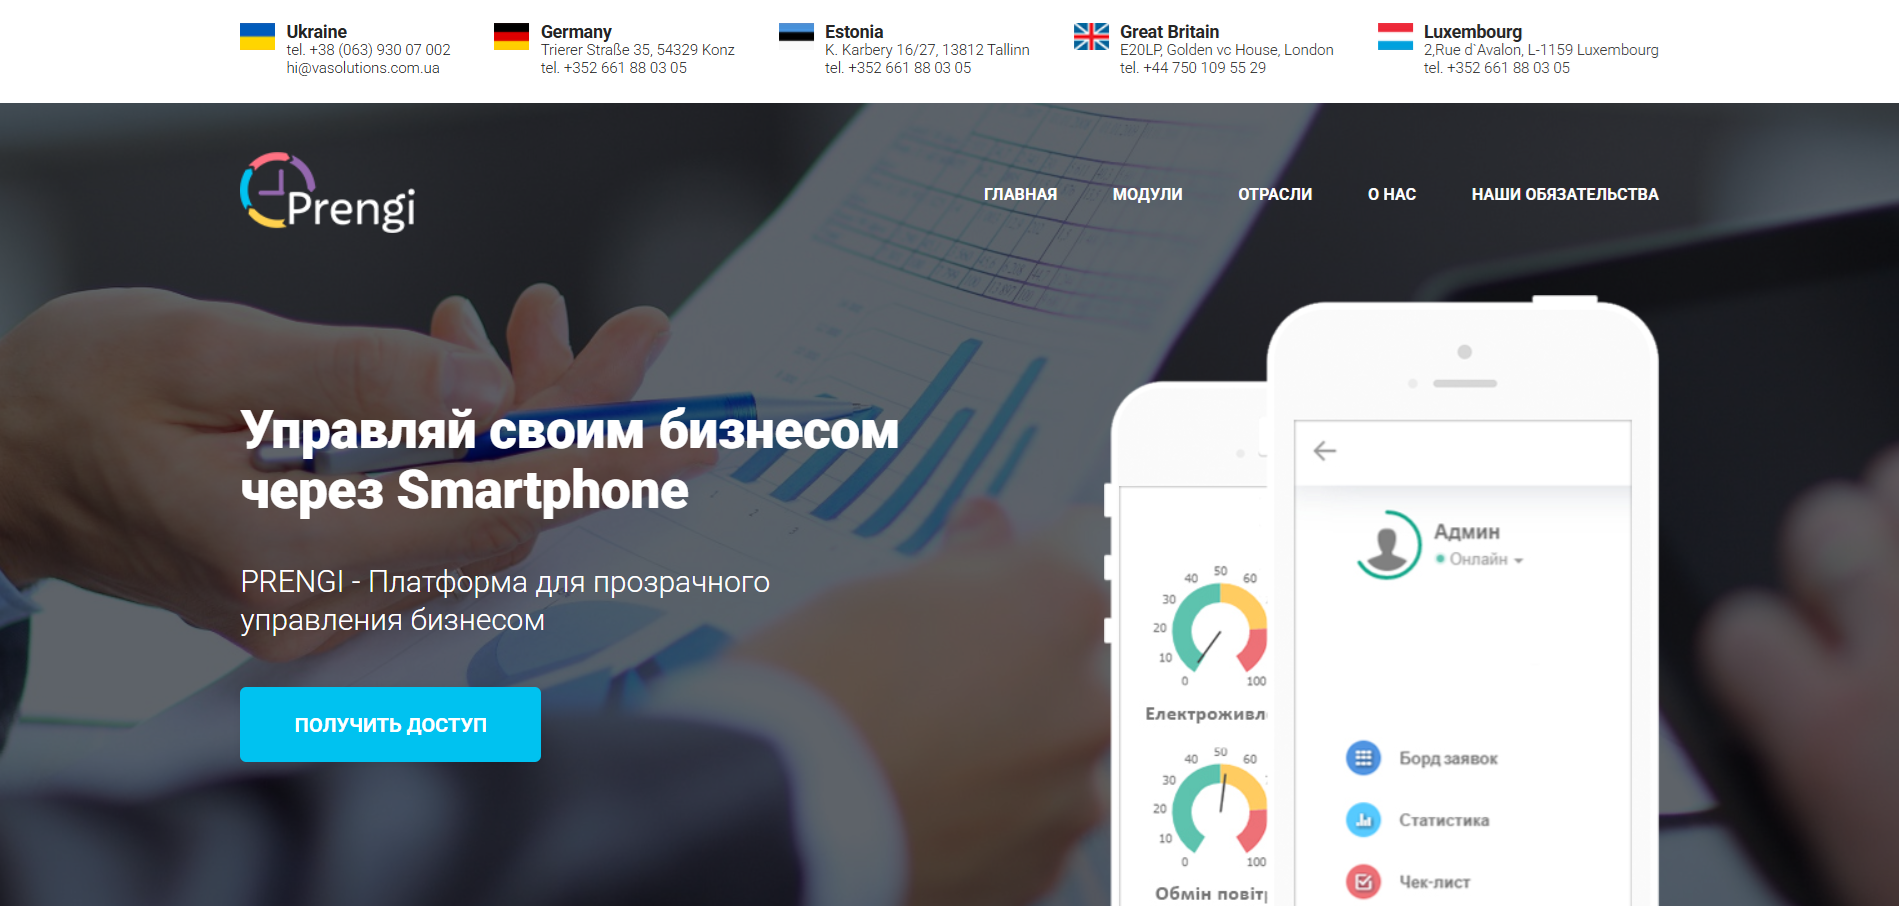 Ukraine
tel. +38 (063) 930 07 002
hi@vasolutions.com.ua
Germany
Trierer Straße 35, 54329 Konz
tel. +352 661 88 03 05
Estonia
K. Karbery 16/27, 13812 Tallinn
tel. +352 661 88 03 05
Great Britain
E20LP, Golden vc House, London
tel. +44 750 109 55 29
Luxembourg
2,Rue d`Avalon, L-1159 Luxembourg
tel. +352 661 88 03 05
Prengi
ГЛАВНАЯ МОДУЛИ ОТРАСЛИ О НАС НАШИ ОБЯЗАТЕЛЬСТВА
Управляй своим бизнесом
через Smartphone
PRENGI - Платформа для прозрачного
управления бизнесом
ПОЛУЧИТЬ ДОСТУП
40 50 60
30
20
10
0 100
Електроживл
40 50 60
30
20
10
0 100
Обмін повіт
Админ
Онлайн
Борд заявок
Статистика
Чек-лист